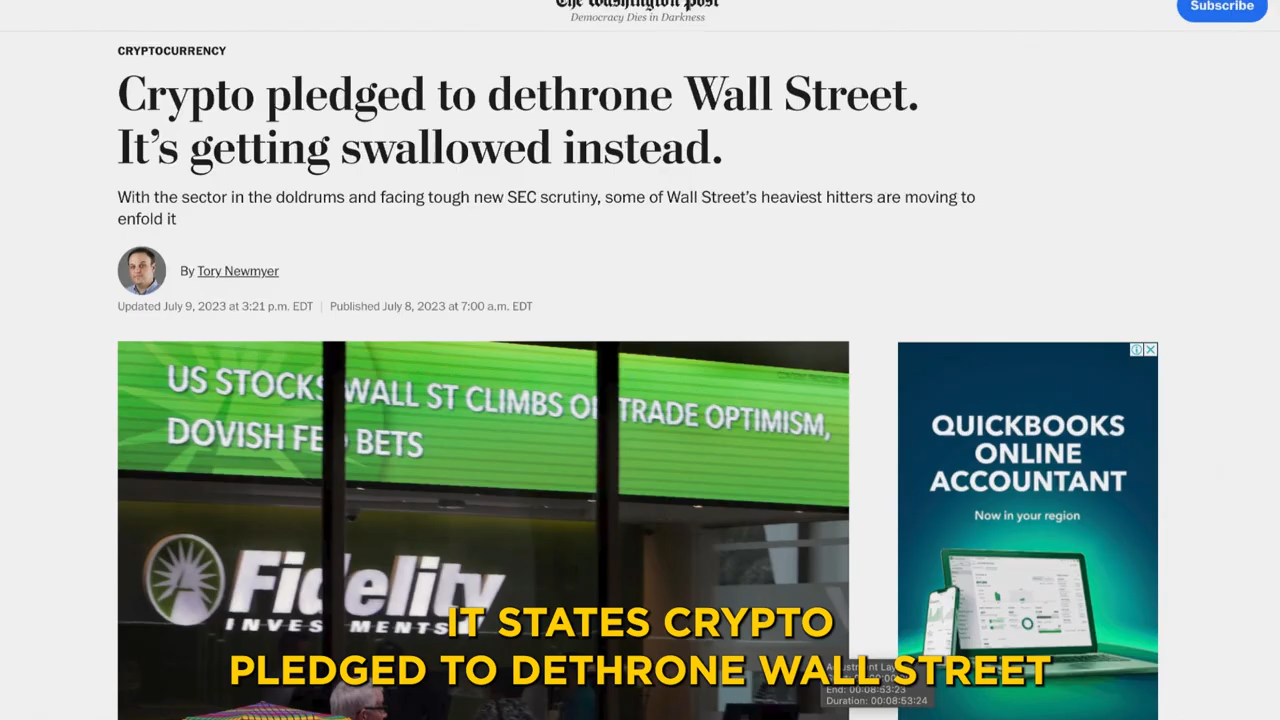 The Washington Post
Democracy Dies in Darkness
Subscribe
CRYPTOCURRENCY
Crypto pledged to dethrone Wall Street.
It's getting swallowed instead.
With the sector in the doldrums and facing tough new SEC scrutiny, some of Wall Street's heaviest hitters are moving to
enfold it
By Tory Newmyer
Updated July 9, 2023 at 3:21 p.m. EDT | Published July 8, 2023 at 7:00 a.m. EDT
US STOCKS WALL ST CLIMBS ON TRADE OPTIMISM,
DOVISH FED BETS
Fidelity
INVESTMENTS
QUICKBOOKS
ONLINE
ACCOUNTANT
Now in your region
IT STATES CRYPTO
PLEDGED TO DETHRONE WALL STREET
End: 00:08:53:23
Duration: 00:08:53:24